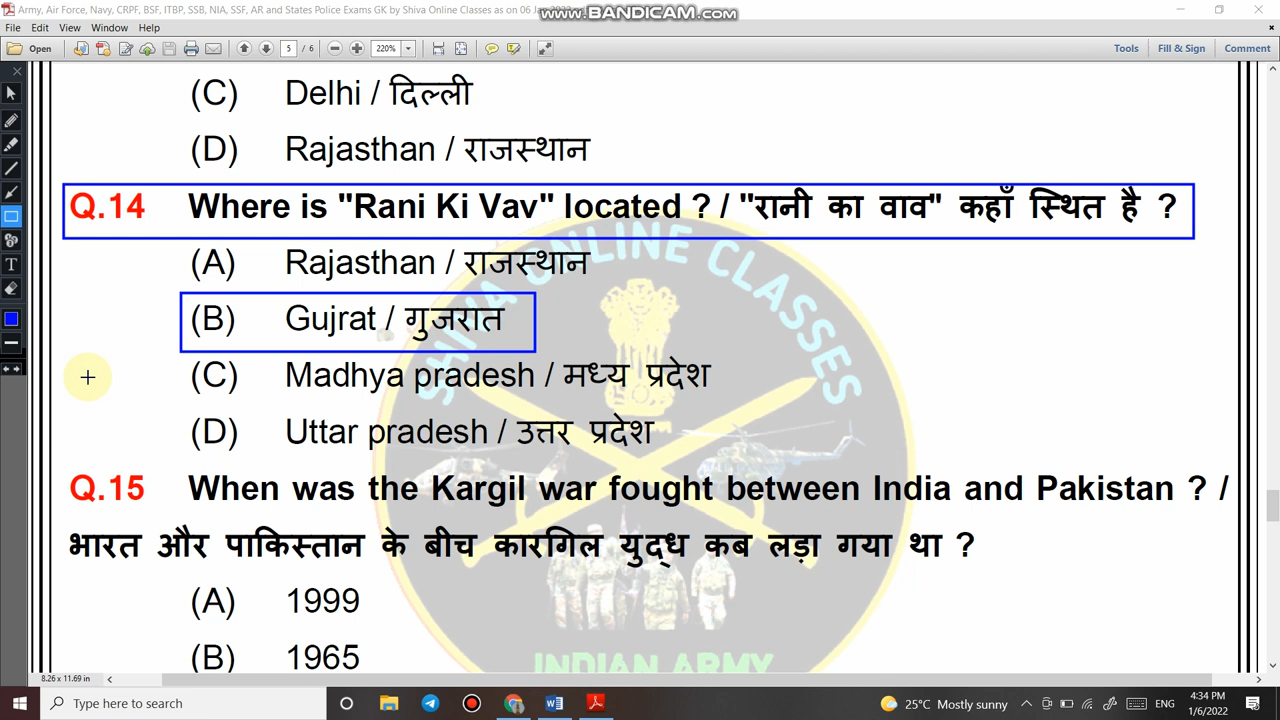 Army, Air Force, Navy, CRPF, BSF, ITBP, SSB, NIA, SSF, AR and States Police Exams GK by Shiva Online Classes as on 06
www.BANDICAM.com
File Edit View Window Help
Open 5 / 6 220% Tools Fill & Sign Comment
(C) Delhi / दिल्ली
(D) Rajasthan / राजस्थान
Q.14 Where is "Rani Ki Vav" located ? / "रानी का वाव" कहाँ स्थित है ?
(A) Rajasthan / राजस्थान
(B) Gujrat / गुजरात
(C) Madhya pradesh / मध्य प्रदेश
(D) Uttar pradesh / उत्तर प्रदेश
Q.15 When was the Kargil war fought between India and Pakistan ? /
भारत और पाकिस्तान के बीच कारगिल युद्ध कब लड़ा गया था ?
(A) 1999
(B) 1965
SHIVA ONLINE CLASSES
INDIAN ARMY
8.26 x 11.69 in
Type here to search
25°C Mostly sunny ENG 4:34 PM
1/6/2022